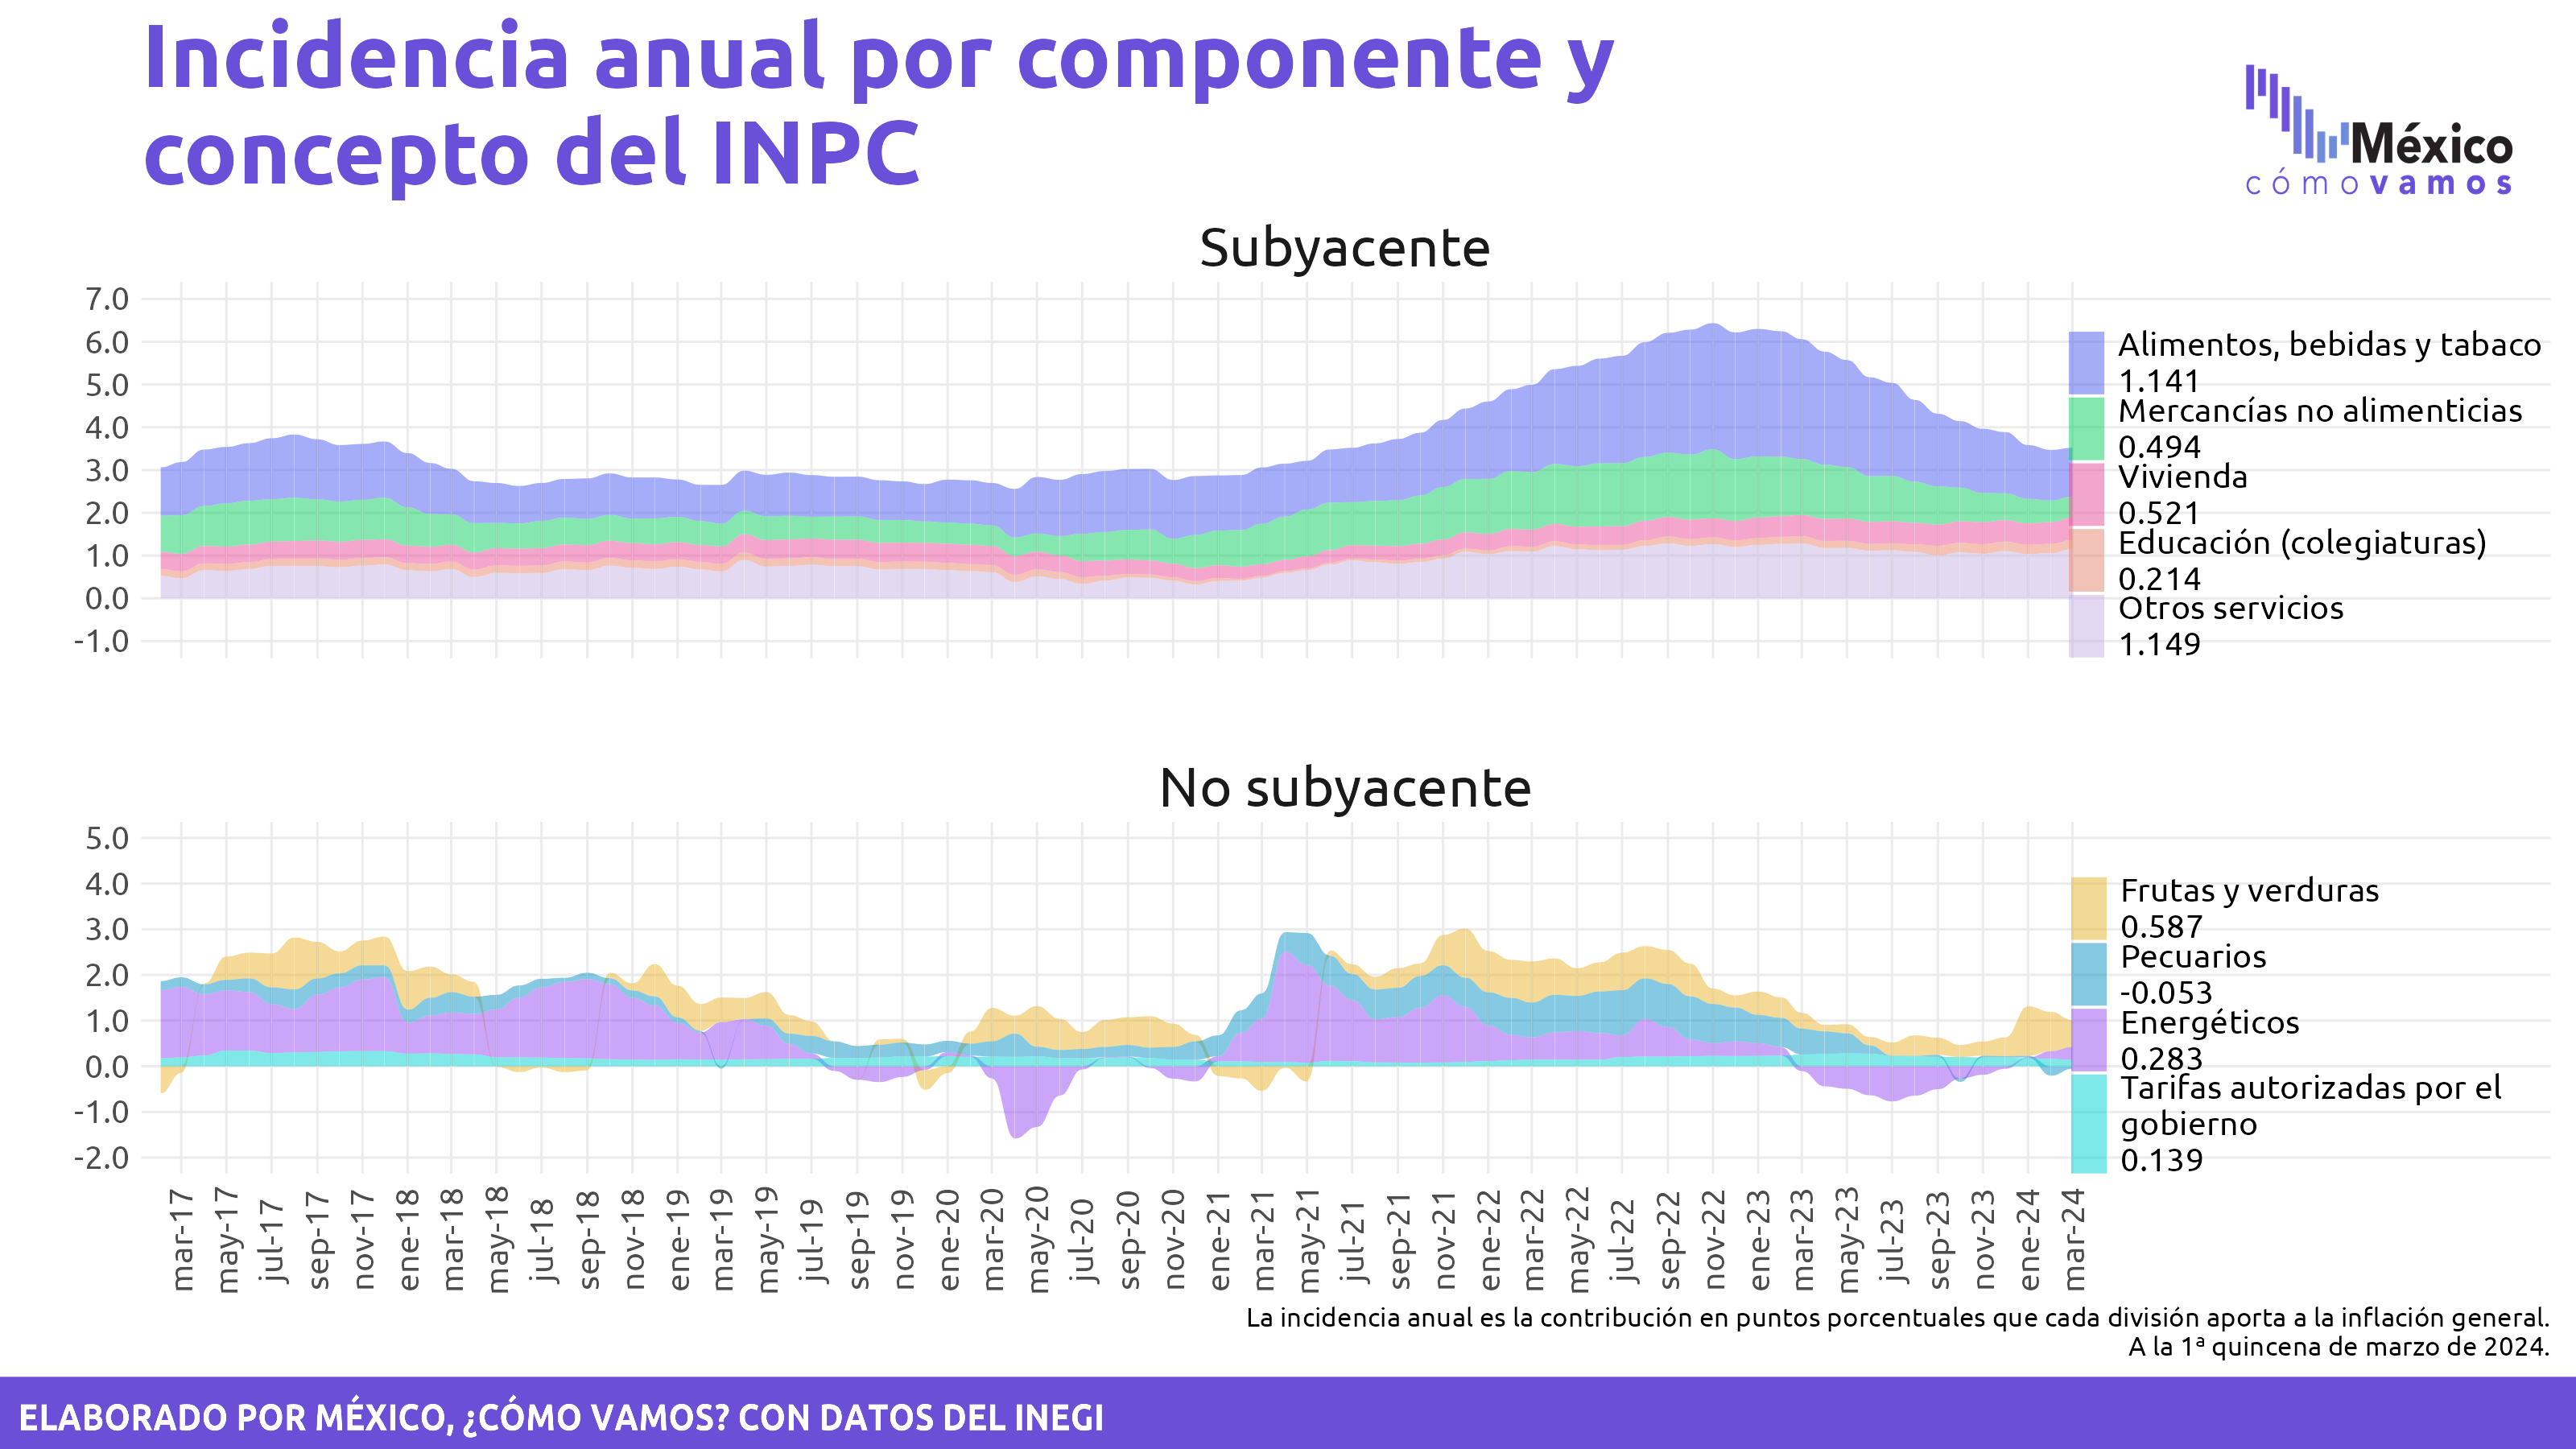 Incidencia anual por componente y
concepto del INPC
México
cómovamos
Subyacente
7.0
6.0
5.0
4.0
3.0
2.0
1.0
0.0
-1.0
Alimentos, bebidas y tabaco
1.141
Mercancías no alimenticias
0.494
Vivienda
0.521
Educación (colegiaturas)
0.214
Otros servicios
1.149
No subyacente
5.0
4.0
3.0
2.0
1.0
0.0
-1.0
-2.0
Frutas y verduras
0.587
Pecuarios
-0.053
Energéticos
0.283
Tarifas autorizadas por el
gobierno
0.139
mar-17
may-17
jul-17
sep-17
nov-17
ene-18
mar-18
may-18
jul-18
sep-18
nov-18
ene-19
mar-19
may-19
jul-19
sep-19
nov-19
ene-20
mar-20
may-20
jul-20
sep-20
nov-20
ene-21
mar-21
may-21
jul-21
sep-21
nov-21
ene-22
mar-22
may-22
jul-22
sep-22
nov-22
ene-23
mar-23
may-23
jul-23
sep-23
nov-23
ene-24
mar-24
La incidencia anual es la contribución en puntos porcentuales que cada división aporta a la inflación general.
A la 1ª quincena de marzo de 2024.
ELABORADO POR MÉXICO, ¿CÓMO VAMOS? CON DATOS DEL INEGI